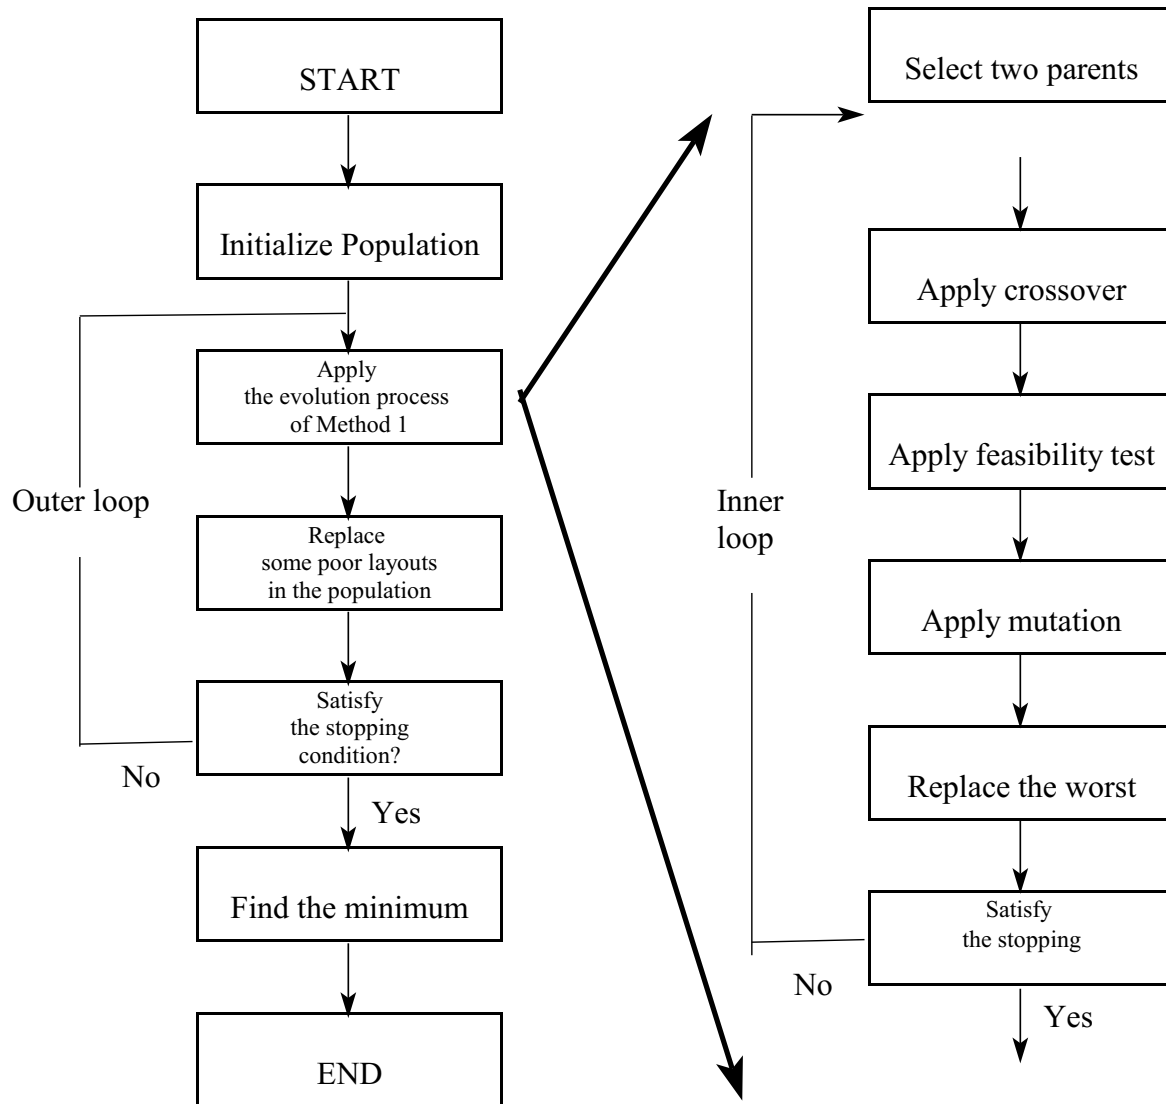 START
Initialize Population
Apply
the evolution process
of Method 1
Outer loop
Replace
some poor layouts
in the population
Satisfy
the stopping
condition?
No
Yes
Find the minimum
END
Select two parents
Apply crossover
Apply feasibility test
Inner
loop
Apply mutation
Replace the worst
Satisfy
the stopping
No
Yes